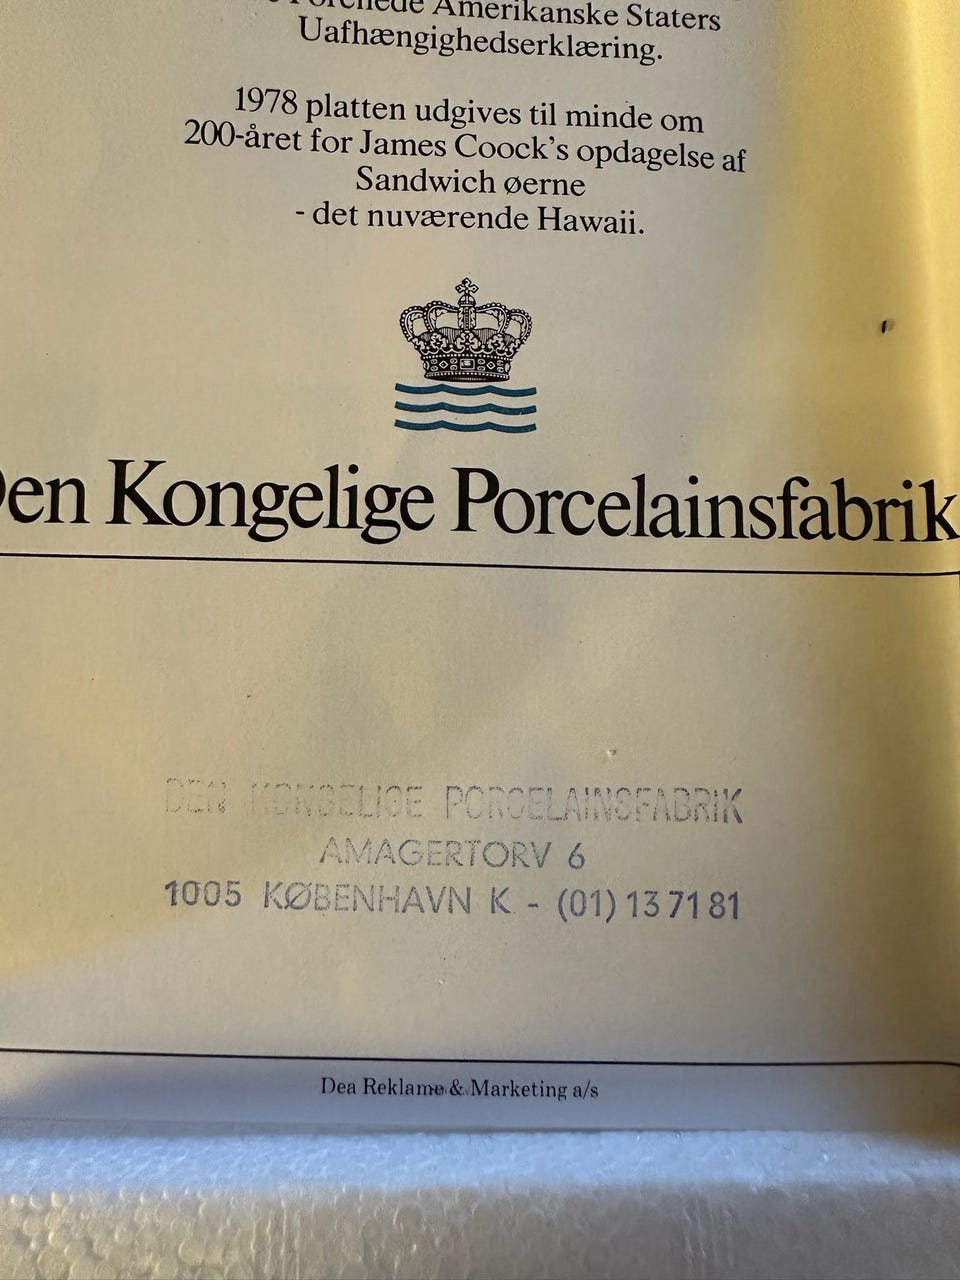 Amerikanske Staters
Uafhængighedserklæring.
1978 platten udgives til minde om
200-året for James Coock's opdagelse af
Sandwich øerne
- det nuværende Hawaii.
Den Kongelige Porcelainsfabrik
DEN KONGELIGE PORCELAINSFABRIK
AMAGERTORV 6
1005 KØBENHAVN K - (01) 13 71 81
Dea Reklame & Marketing a/s